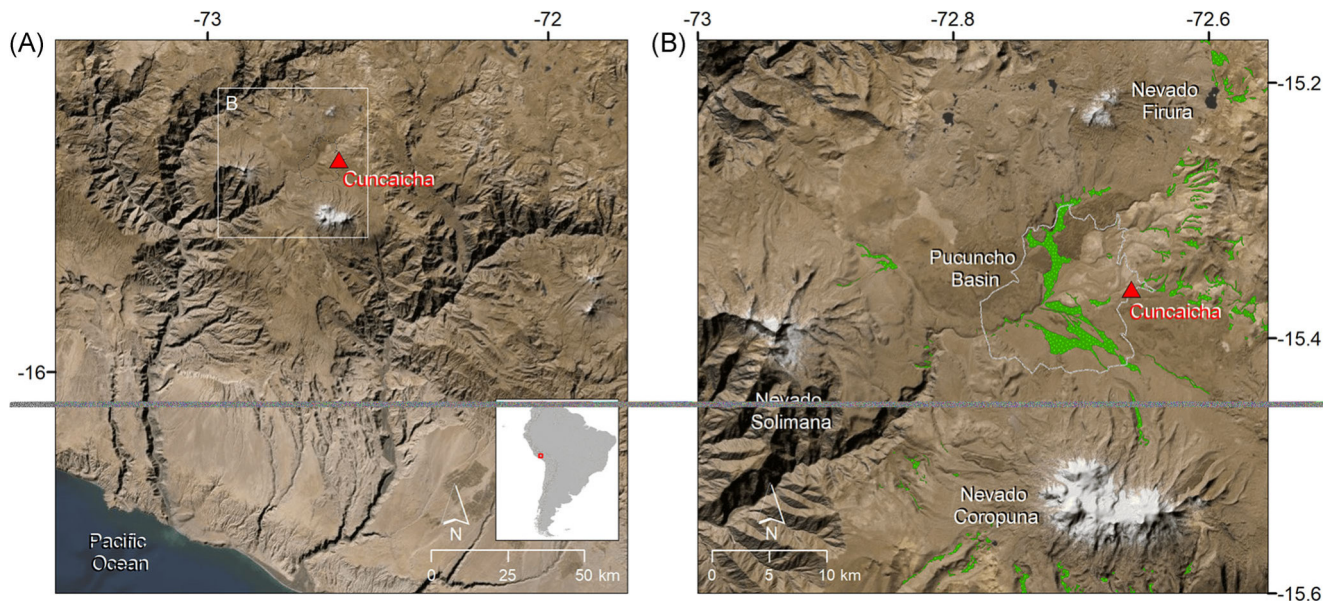 -73
-72
-73
-72.8
-72.6
(A)
(B)
B
Cuncaicha
-16
Pacific
Ocean
N
0
25
50 km
Nevado
Firura
-15.2
Pucuncho
Basin
Cuncaicha
-15.4
Nevado
Solimana
Nevado
Coropuna
N
0
5
10 km
-15.6